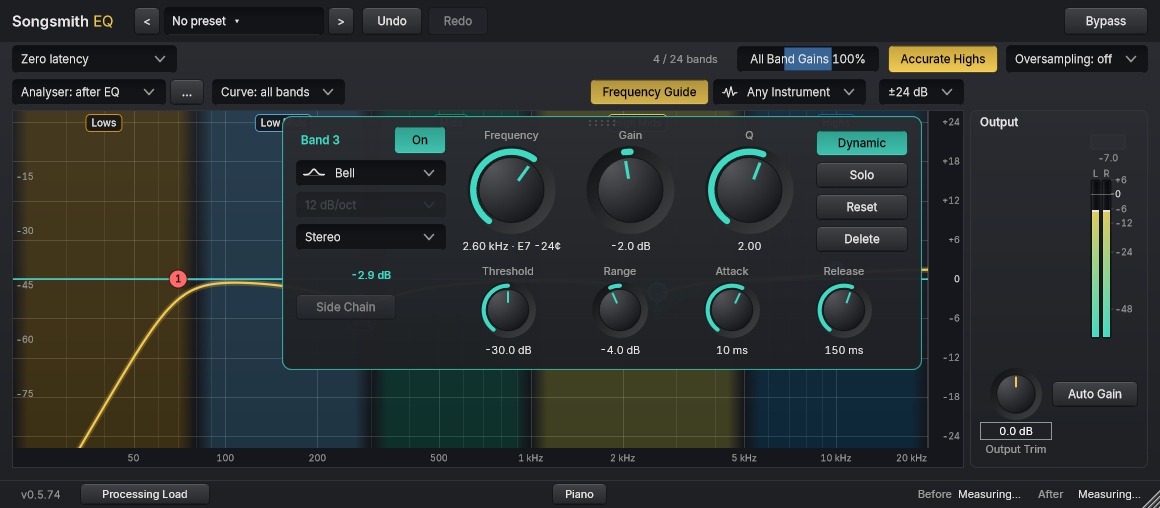 Songsmith EQ
<
No preset
>
Undo
Redo
Bypass
Zero latency
4 / 24 bands
All Band Gains 100%
Accurate Highs
Oversampling: off
Analyser: after EQ
...
Curve: all bands
Frequency Guide
Any Instrument
±24 dB
Lows
Low
Band 3
On
Bell
12 dB/oct
Stereo
-2.9 dB
Side Chain
Frequency
Gain
Q
2.60 kHz · E7 -24¢
-2.0 dB
2.00
Threshold
Range
Attack
Release
-30.0 dB
-4.0 dB
10 ms
150 ms
Dynamic
Solo
Reset
Delete
1
-15
-30
-45
-60
-75
+24
+18
+12
+6
0
-6
-12
-18
-24
50
100
200
500
1 kHz
2 kHz
5 kHz
10 kHz
20 kHz
Output
-7.0
L R
+6
0
-6
-12
-24
-48
Auto Gain
0.0 dB
Output Trim
v0.5.74
Processing Load
Piano
Before Measuring...
After Measuring...